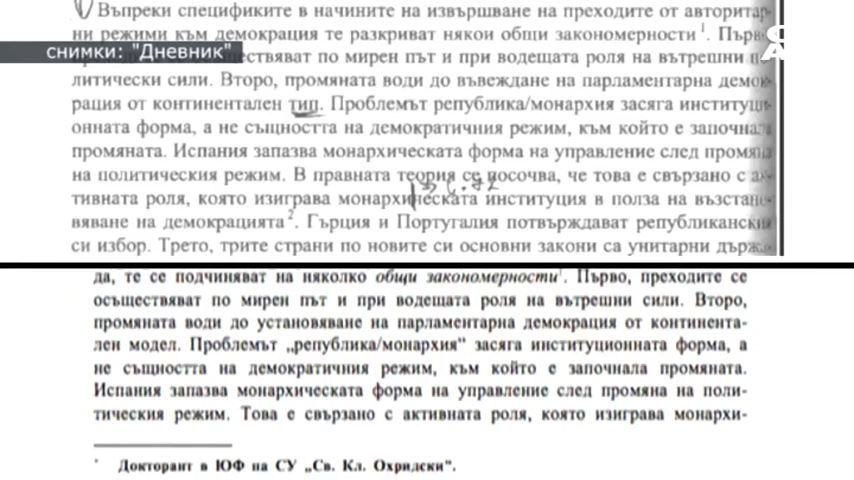 Въпреки спецификите в начините на извършване на преходите от авторитар-
ни режими към демокрация те разкриват някои общи закономерности¹. Първо
снимки: "Дневник"
осъществяват по мирен път и при водещата роля на вътрешни по-
литически сили. Второ, промяната води до въвеждане на парламентарна демок-
рация от континентален тип. Проблемът република/монархия засяга институци-
онната форма, а не същността на демократичния режим, към който е започнала
промяната. Испания запазва монархическата форма на управление след промяна
на политическия режим. В правната теория се посочва, че това е свързано с ак-
тивната роля, която изиграва монархическата институция в полза на възстано-
вяване на демокрацията². Гърция и Португалия потвърждават републикански
си избор. Трето, трите страни по новите си основни закони са унитарни държа-
да, те се подчиняват на няколко общи закономерности¹. Първо, преходите се
осъществяват по мирен път и при водещата роля на вътрешни сили. Второ,
промяната води до установяване на парламентарна демокрация от континента-
лен модел. Проблемът „република/монархия“ засяга институционната форма, а
не същността на демократичния режим, към който е започнала промяната.
Испания запазва монархическата форма на управление след промяна на поли-
тическия режим. Това е свързано с активната роля, която изиграва монархи-
* Докторант в ЮФ на СУ „Св. Кл. Охридски“.